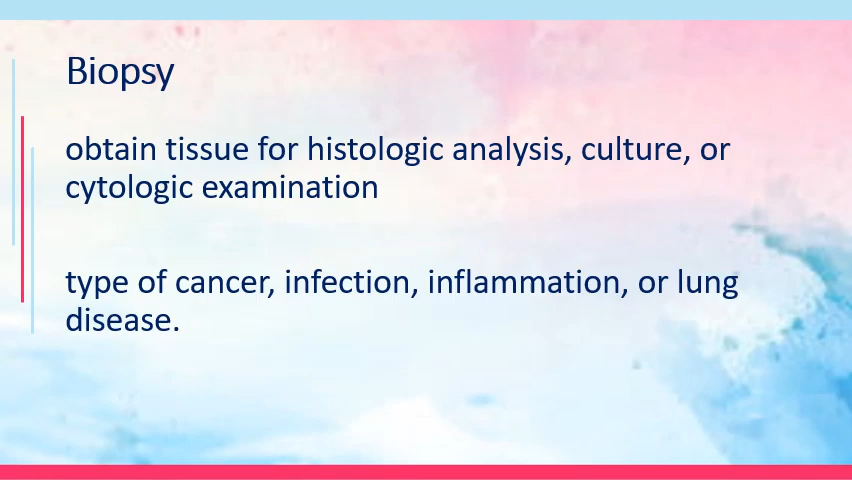 Biopsy
obtain tissue for histologic analysis, culture, or
cytologic examination
type of cancer, infection, inflammation, or lung
disease.